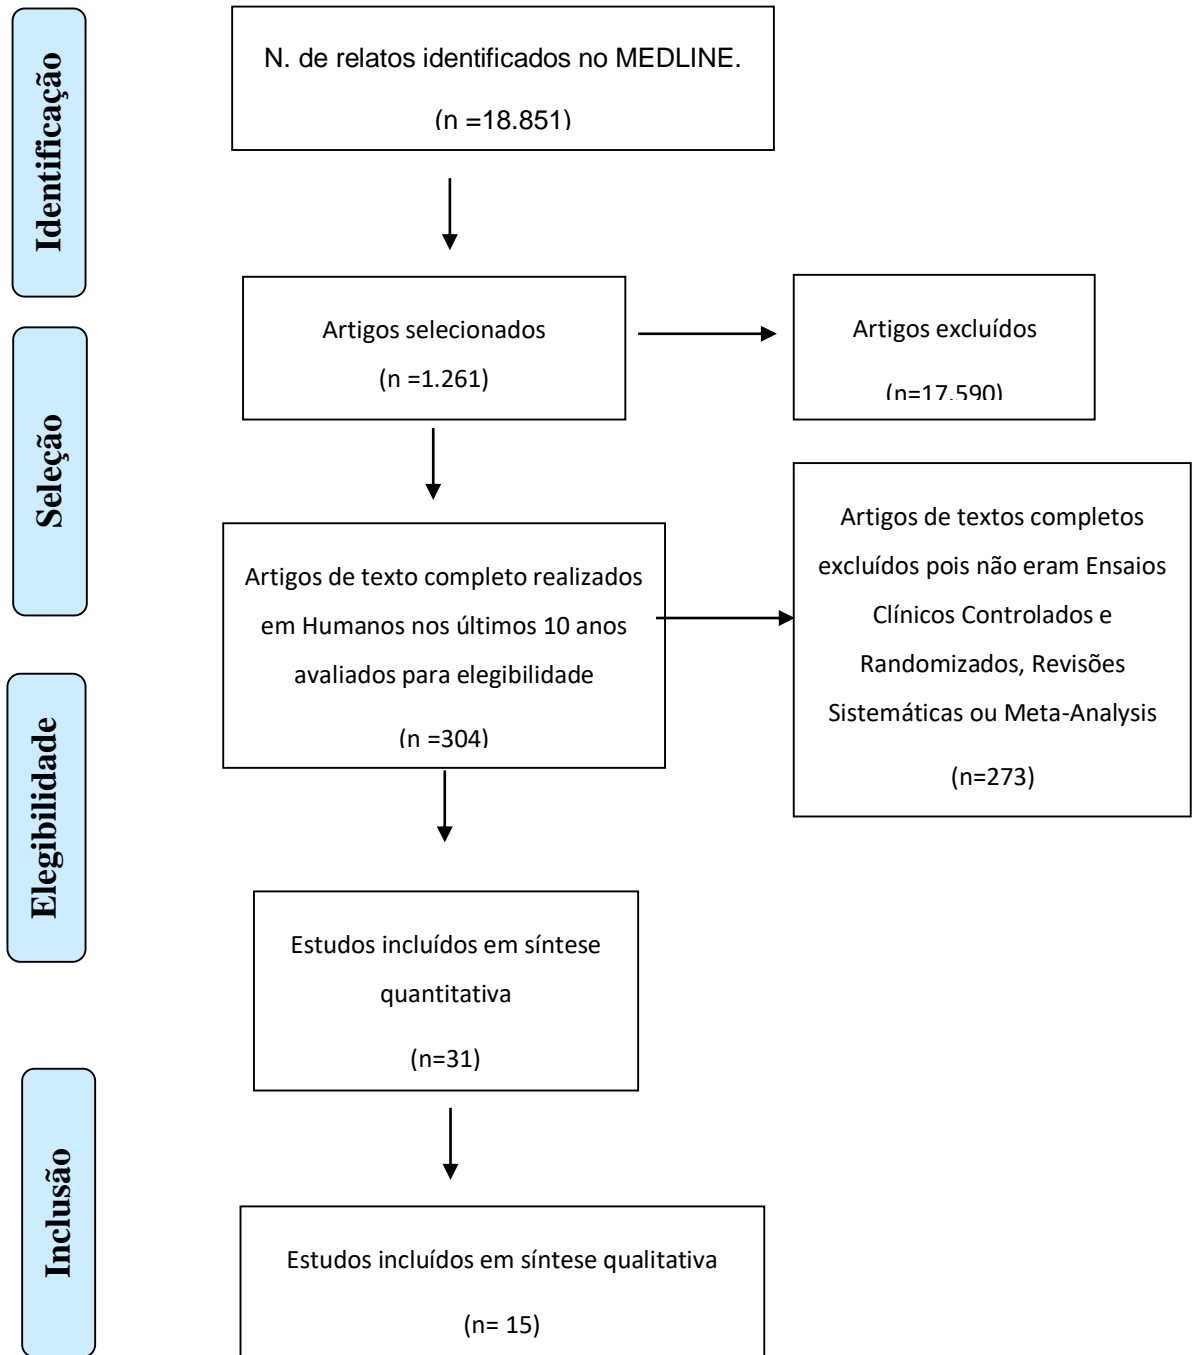 Identificação
N. de relatos identificados no MEDLINE.
(n =18.851)
Seleção
Artigos selecionados
(n =1.261)
Artigos excluídos
(n=17.590)
Artigos de texto completo realizados
em Humanos nos últimos 10 anos
avaliados para elegibilidade
(n =304)
Artigos de textos completos
excluídos pois não eram Ensaios
Clínicos Controlados e
Randomizados, Revisões
Sistemáticas ou Meta-Analysis
(n=273)
Elegibilidade
Estudos incluídos em síntese
quantitativa
(n=31)
Inclusão
Estudos incluídos em síntese qualitativa
(n= 15)